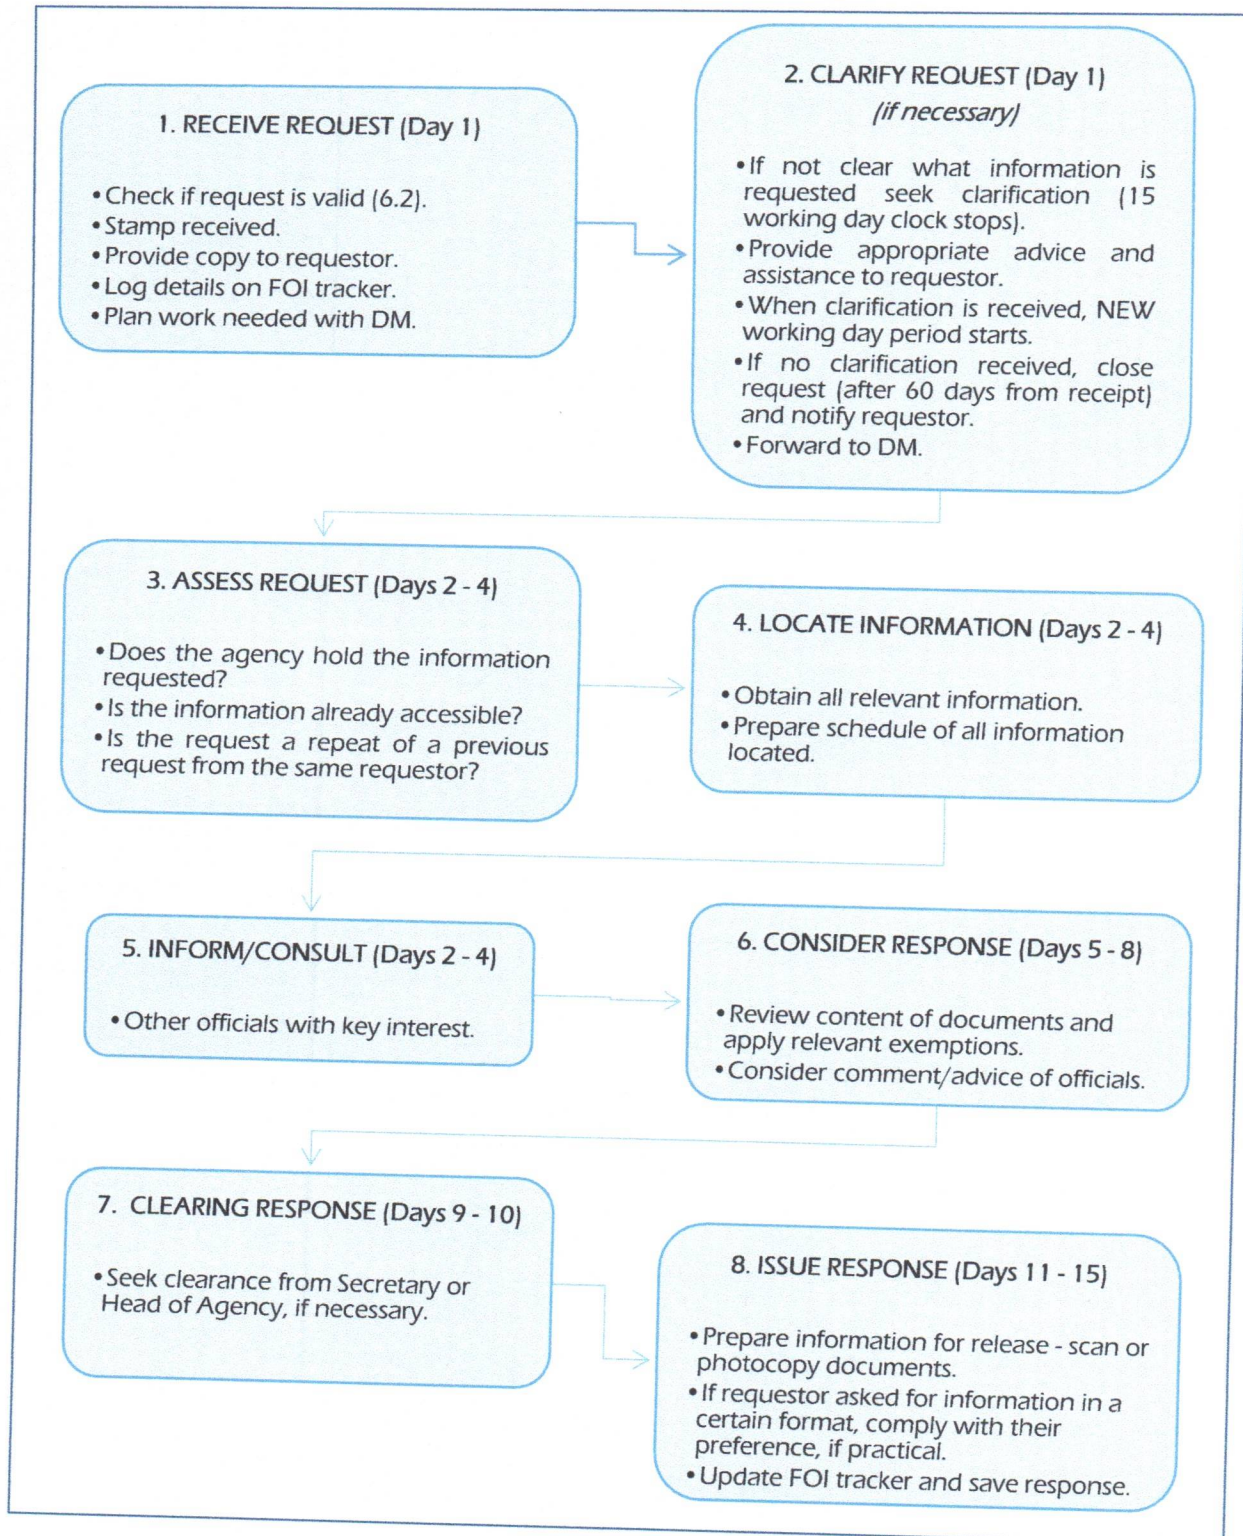 1. RECEIVE REQUEST (Day 1)
• Check if request is valid (6.2).
• Stamp received.
• Provide copy to requestor.
• Log details on FOI tracker.
• Plan work needed with DM.
2. CLARIFY REQUEST (Day 1)
(if necessary)
• If not clear what information is
requested seek clarification (15
working day clock stops).
• Provide appropriate advice and
assistance to requestor.
• When clarification is received, NEW
working day period starts.
• If no clarification received, close
request (after 60 days from receipt)
and notify requestor.
• Forward to DM.
3. ASSESS REQUEST (Days 2 - 4)
• Does the agency hold the information
requested?
• Is the information already accessible?
• Is the request a repeat of a previous
request from the same requestor?
4. LOCATE INFORMATION (Days 2 - 4)
• Obtain all relevant information.
• Prepare schedule of all information
located.
5. INFORM/CONSULT (Days 2 - 4)
• Other officials with key interest.
6. CONSIDER RESPONSE (Days 5 - 8)
• Review content of documents and
apply relevant exemptions.
• Consider comment/advice of officials.
7. CLEARING RESPONSE (Days 9 - 10)
• Seek clearance from Secretary or
Head of Agency, if necessary.
8. ISSUE RESPONSE (Days 11 - 15)
• Prepare information for release - scan or
photocopy documents.
• If requestor asked for information in a
certain format, comply with their
preference, if practical.
• Update FOI tracker and save response.